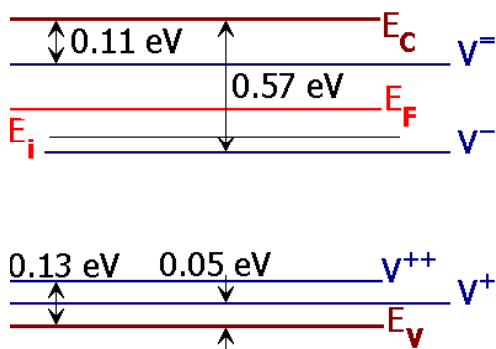 E_C
0.11 eV
V^=
0.57 eV
E_F
E_i
V^-
0.13 eV 0.05 eV V^++
V^+
E_V